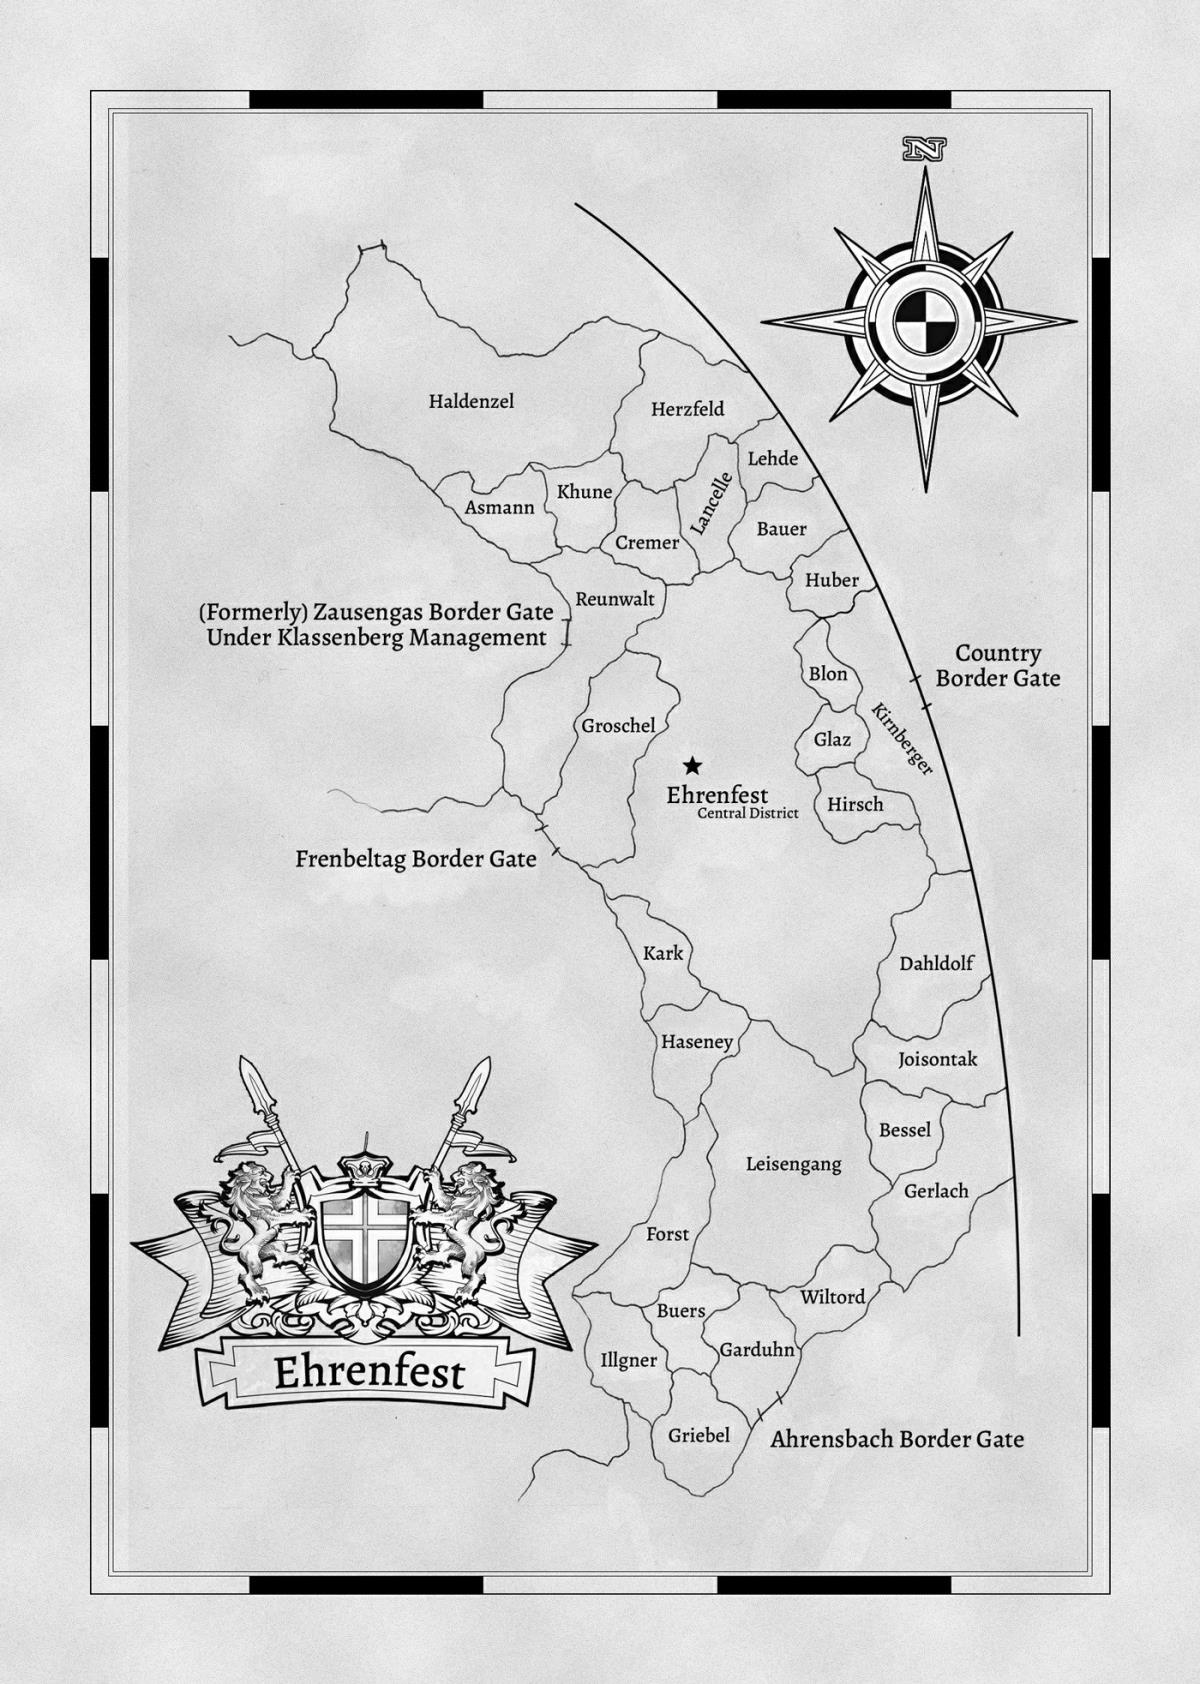 N
Haldenzel
Herzfeld
Lehde
Asmann
Khune
Lancelle
Cremer
Bauer
Huber
Reunwalt
(Formerly) Zausengas Border Gate
Under Klassenberg Management
Country
Border Gate
Blon
Kirnberger
Groschel
Glaz
Ehrenfest
Central District
Hirsch
Frenbeltag Border Gate
Kark
Dahldolf
Haseney
Joisontak
Bessel
Leisengang
Gerlach
Forst
Wiltord
Buers
Garduhn
Illgner
Ehrenfest
Griebel
Ahrensbach Border Gate